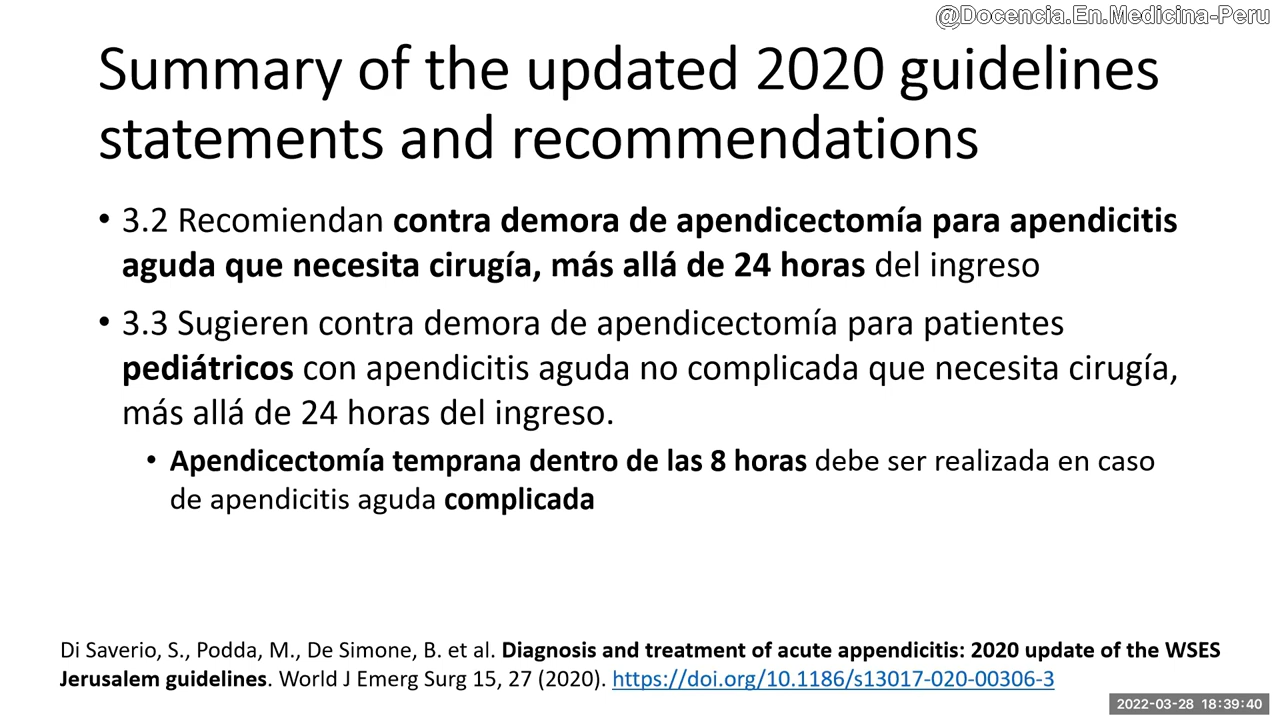 @Docencia.En.Medicina-Peru
Summary of the updated 2020 guidelines
statements and recommendations
• 3.2 Recomiendan contra demora de apendicectomía para apendicitis
aguda que necesita cirugía, más allá de 24 horas del ingreso
• 3.3 Sugieren contra demora de apendicectomía para patientes
pediátricos con apendicitis aguda no complicada que necesita cirugía,
más allá de 24 horas del ingreso.
• Apendicectomía temprana dentro de las 8 horas debe ser realizada en caso
de apendicitis aguda complicada
Di Saverio, S., Podda, M., De Simone, B. et al. Diagnosis and treatment of acute appendicitis: 2020 update of the WSES
Jerusalem guidelines. World J Emerg Surg 15, 27 (2020). https://doi.org/10.1186/s13017-020-00306-3
2022-03-28 18:39:40